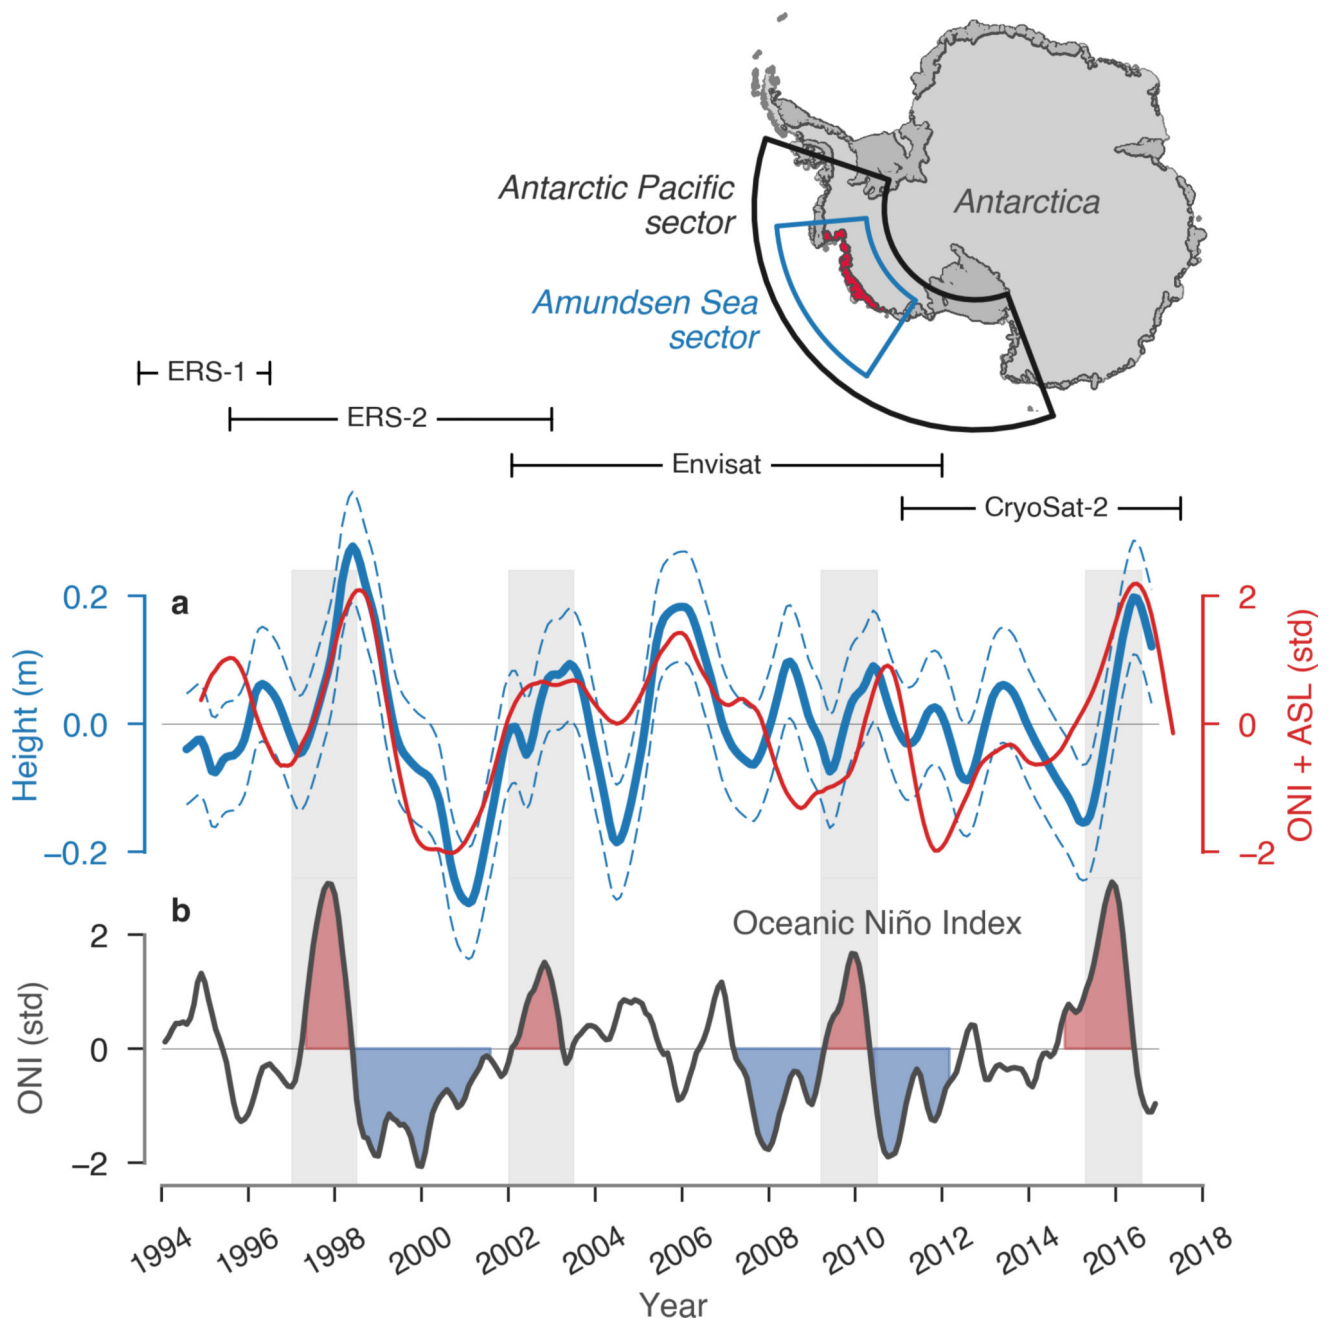 Antarctic Pacific
sector
Antarctica
Amundsen Sea
sector
ERS-1
ERS-2
Envisat
CryoSat-2
a
Height (m)
0.2
0.0
−0.2
ONI + ASL (std)
2
0
−2
b
Oceanic Niño Index
ONI (std)
2
0
−2
1994 1996 1998 2000 2002 2004 2006 2008 2010 2012 2014 2016 2018
Year